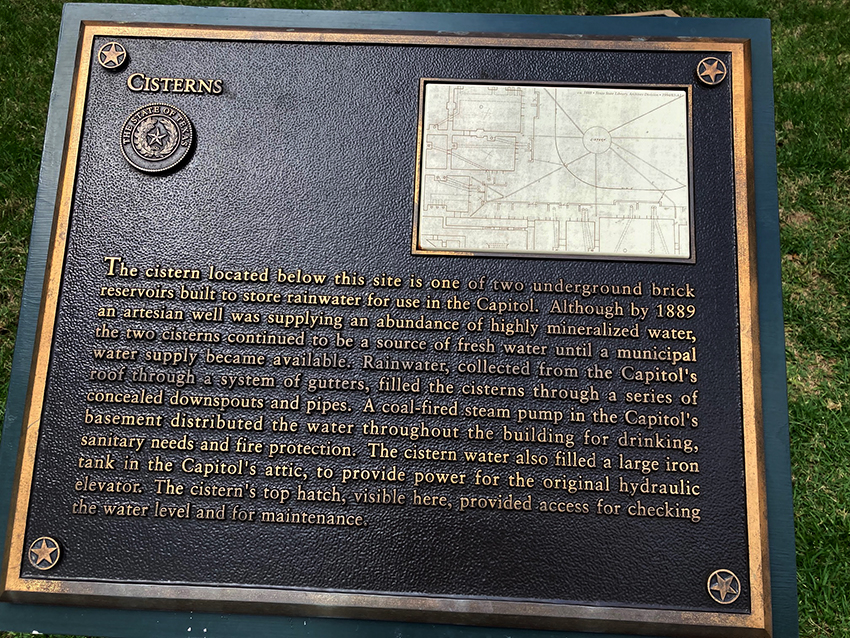 CISTERNS
THE STATE OF TEXAS
The cistern located below this site is one of two underground brick
reservoirs built to store rainwater for use in the Capitol. Although by 1889
an artesian well was supplying an abundance of highly mineralized water,
the two cisterns continued to be a source of fresh water until a municipal
water supply became available. Rainwater, collected from the Capitol's
roof through a system of gutters, filled the cisterns through a series of
concealed downspouts and pipes. A coal-fired steam pump in the Capitol's
basement distributed the water throughout the building for drinking,
sanitary needs and fire protection. The cistern water also filled a large iron
tank in the Capitol's attic, to provide power for the original hydraulic
elevator. The cistern's top hatch, visible here, provided access for checking
the water level and for maintenance.